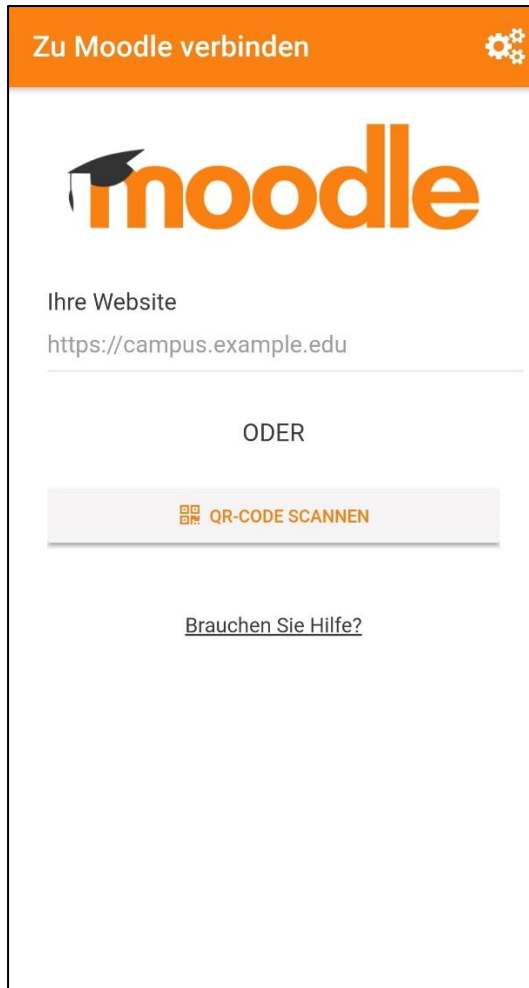 Zu Moodle verbinden
moodle
Ihre Website
https://campus.example.edu
ODER
QR-CODE SCANNEN
Brauchen Sie Hilfe?